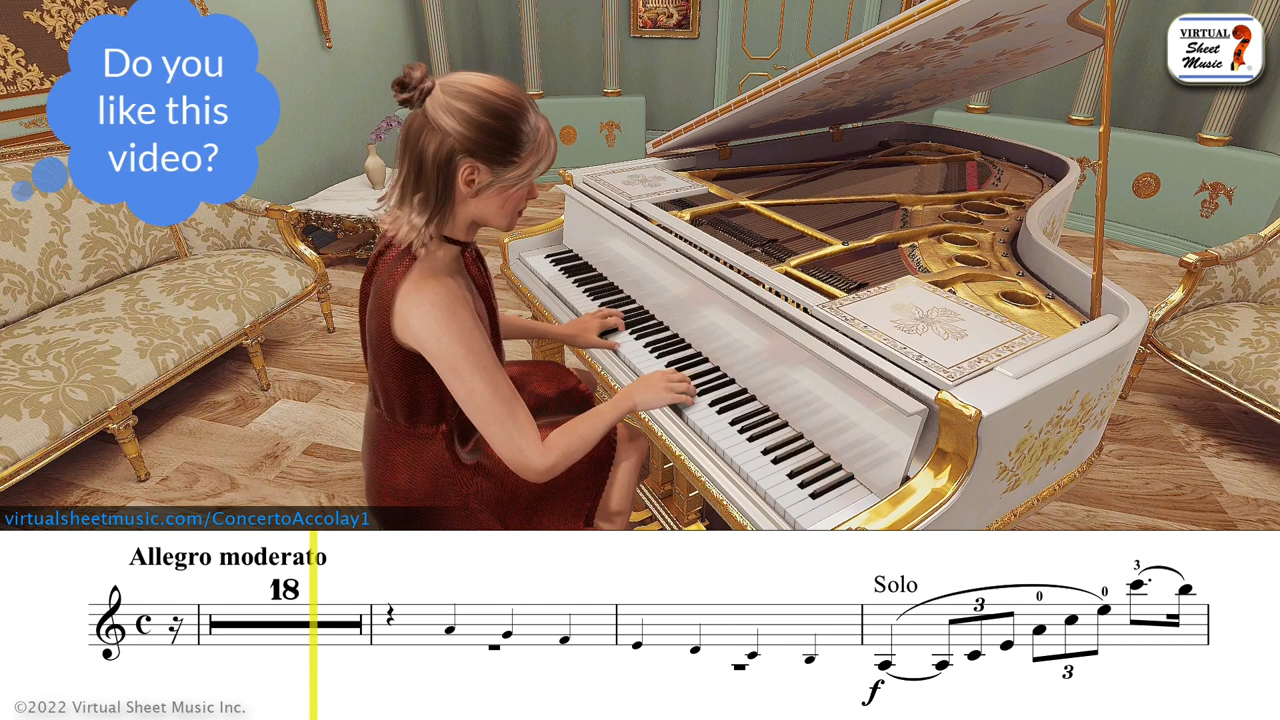 Do you
like this
video?
VIRTUAL
Sheet
Music
®
virtualsheetmusic.com/ConcertoAccolay1
Allegro moderato
18
Solo
3
0
0
3
3
f
©2022 Virtual Sheet Music Inc.